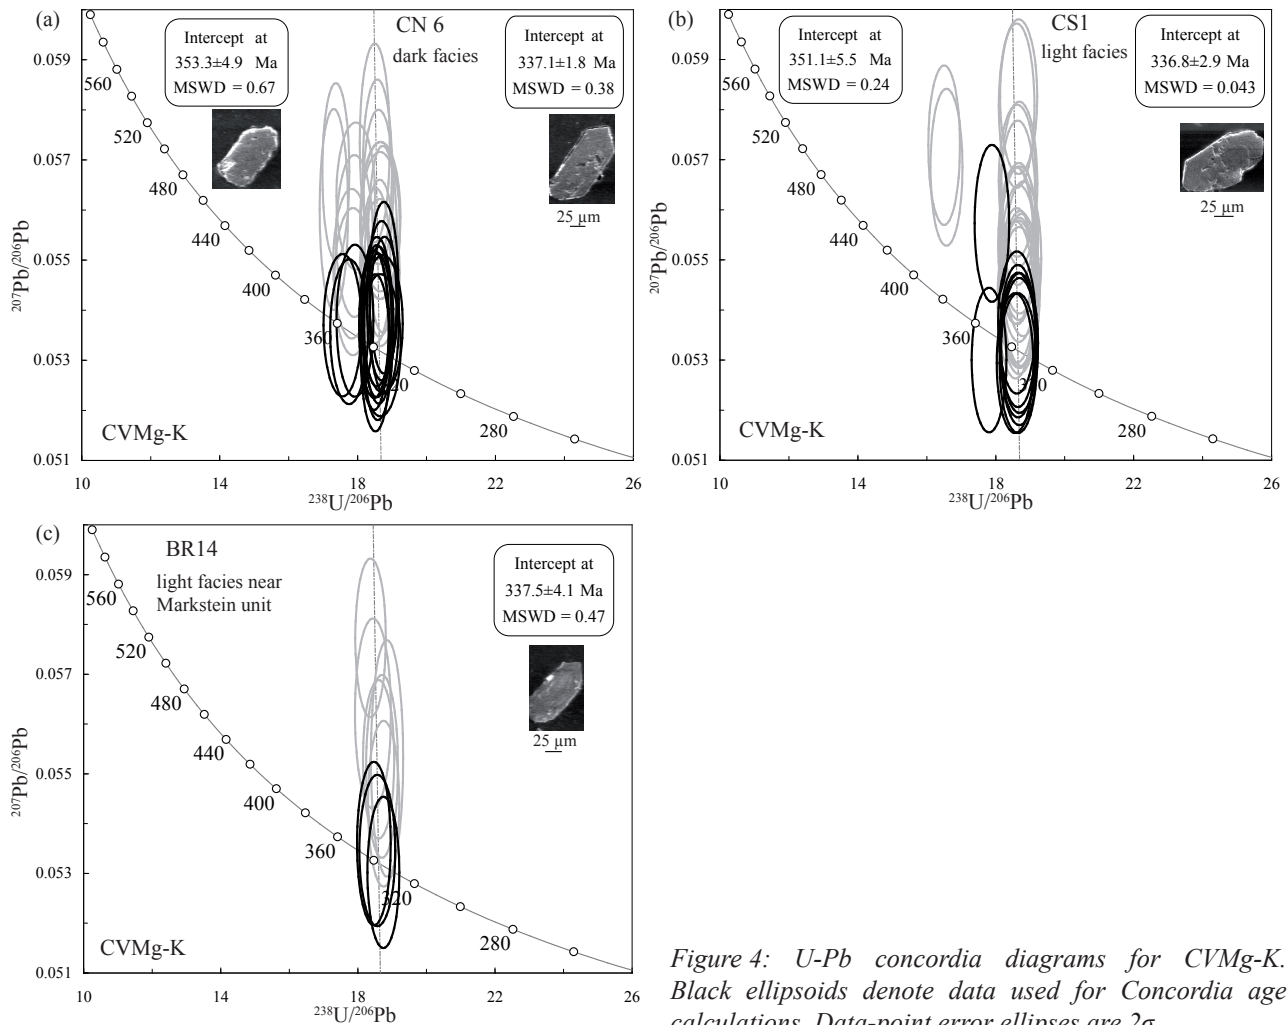 (a)
CN 6
dark facies
Intercept at
353.3±4.9 Ma
MSWD = 0.67
Intercept at
337.1±1.8 Ma
MSWD = 0.38
25 µm
0.059
0.057
0.055
0.053
0.051
²⁰⁷Pb/²⁰⁶Pb
560
520
480
440
400
360
320
280
CVMg-K
10 14 18 22 26
²³⁸U/²⁰⁶Pb
(b)
CS1
light facies
Intercept at
351.1±5.5 Ma
MSWD = 0.24
Intercept at
336.8±2.9 Ma
MSWD = 0.043
25 µm
0.059
0.057
0.055
0.053
0.051
²⁰⁷Pb/²⁰⁶Pb
560
520
480
440
400
360
320
280
CVMg-K
10 14 18 22 26
²³⁸U/²⁰⁶Pb
(c)
BR14
light facies near
Markstein unit
Intercept at
337.5±4.1 Ma
MSWD = 0.47
25 µm
0.059
0.057
0.055
0.053
0.051
²⁰⁷Pb/²⁰⁶Pb
560
520
480
440
400
360
320
280
CVMg-K
10 14 18 22 26
²³⁸U/²⁰⁶Pb
Figure 4: U-Pb concordia diagrams for CVMg-K.
Black ellipsoids denote data used for Concordia age
calculations. Data-point error ellipses are 2σ